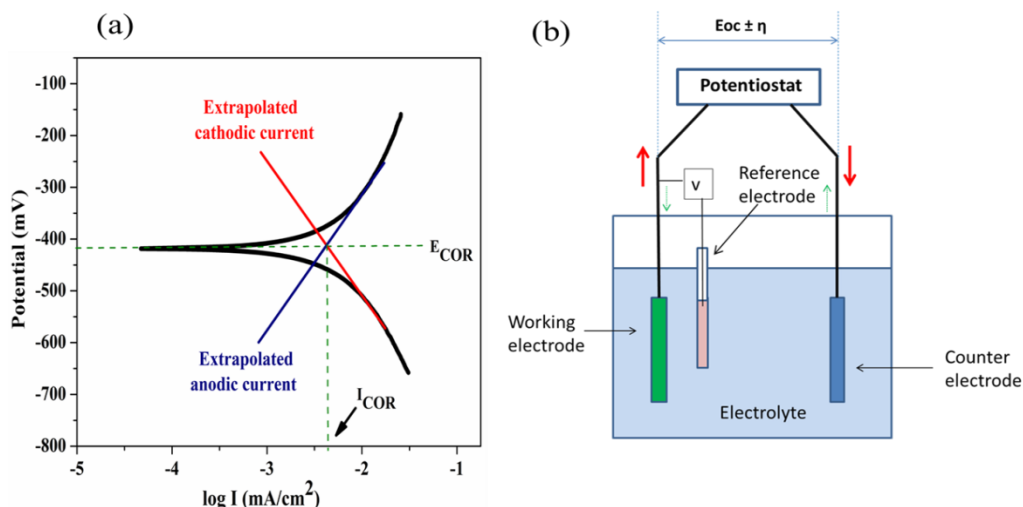 (a)
Potential (mV)
-100
-200
-300
-400
-500
-600
-700
-800
Extrapolated
cathodic current
E_COR
Extrapolated
anodic current
I_COR
-5
-4
-3
-2
-1
log I (mA/cm²)
(b)
Eoc ± η
Potentiostat
V
Reference
electrode
Working
electrode
Counter
electrode
Electrolyte